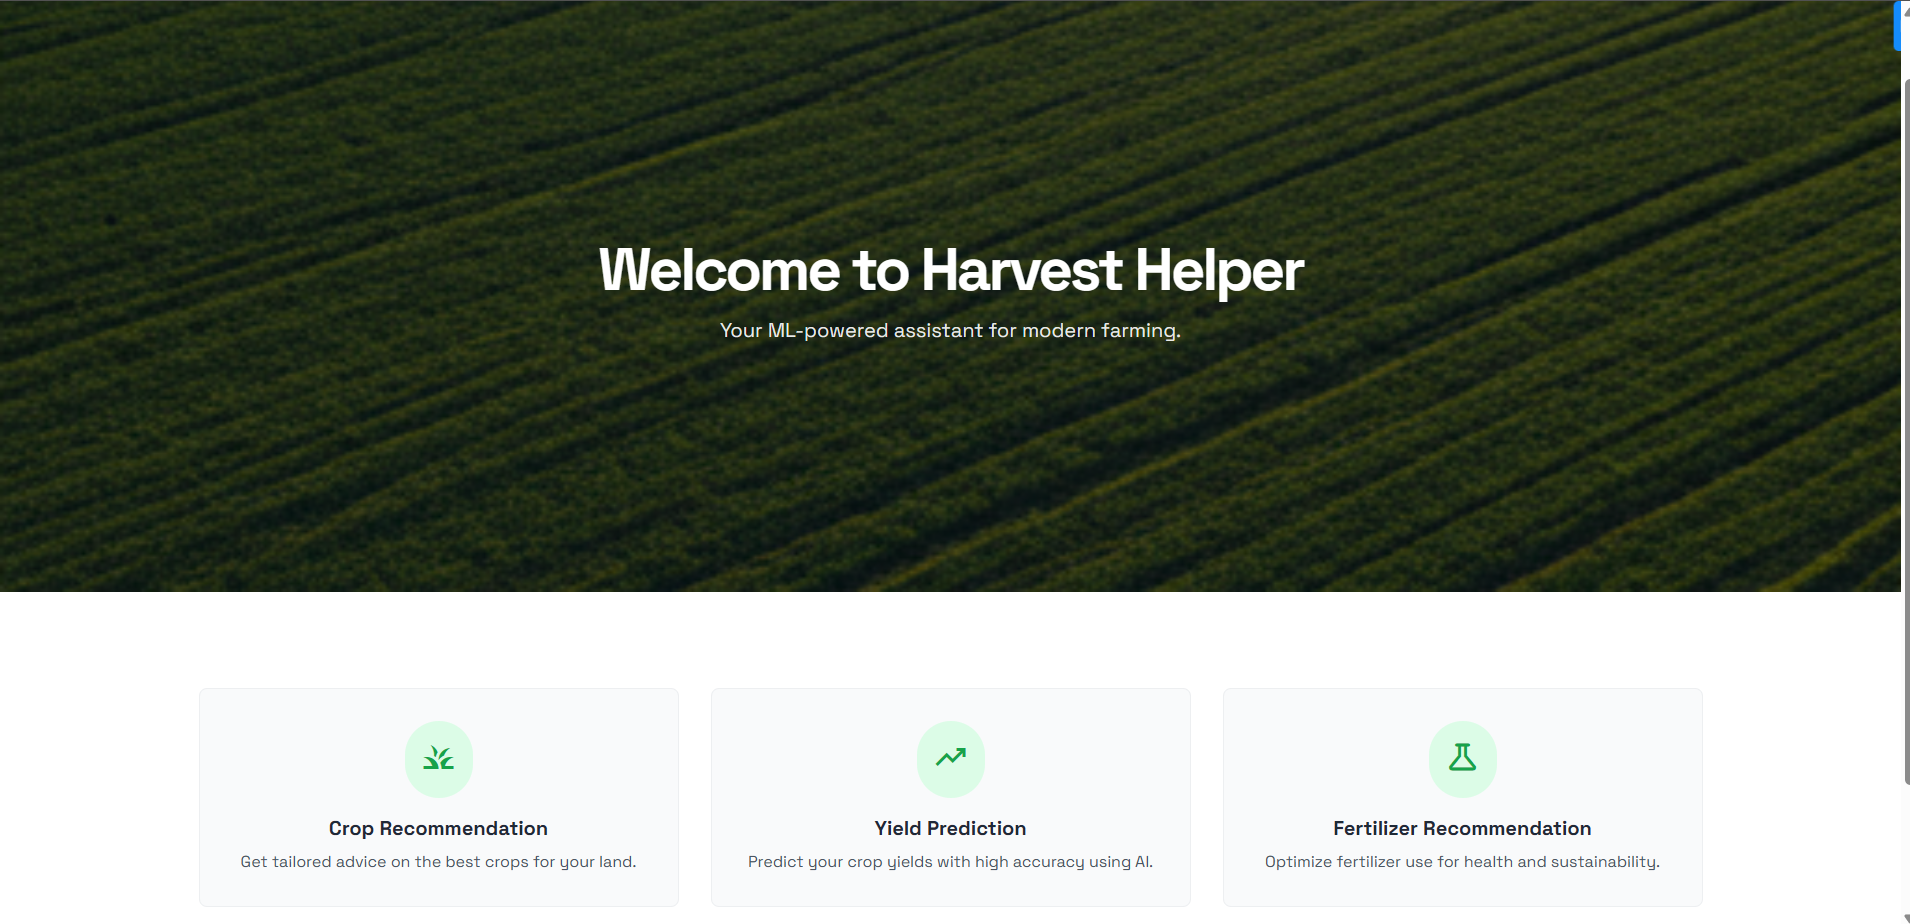 Welcome to Harvest Helper
Your ML-powered assistant for modern farming.
Crop Recommendation
Get tailored advice on the best crops for your land.
Yield Prediction
Predict your crop yields with high accuracy using AI.
Fertilizer Recommendation
Optimize fertilizer use for health and sustainability.